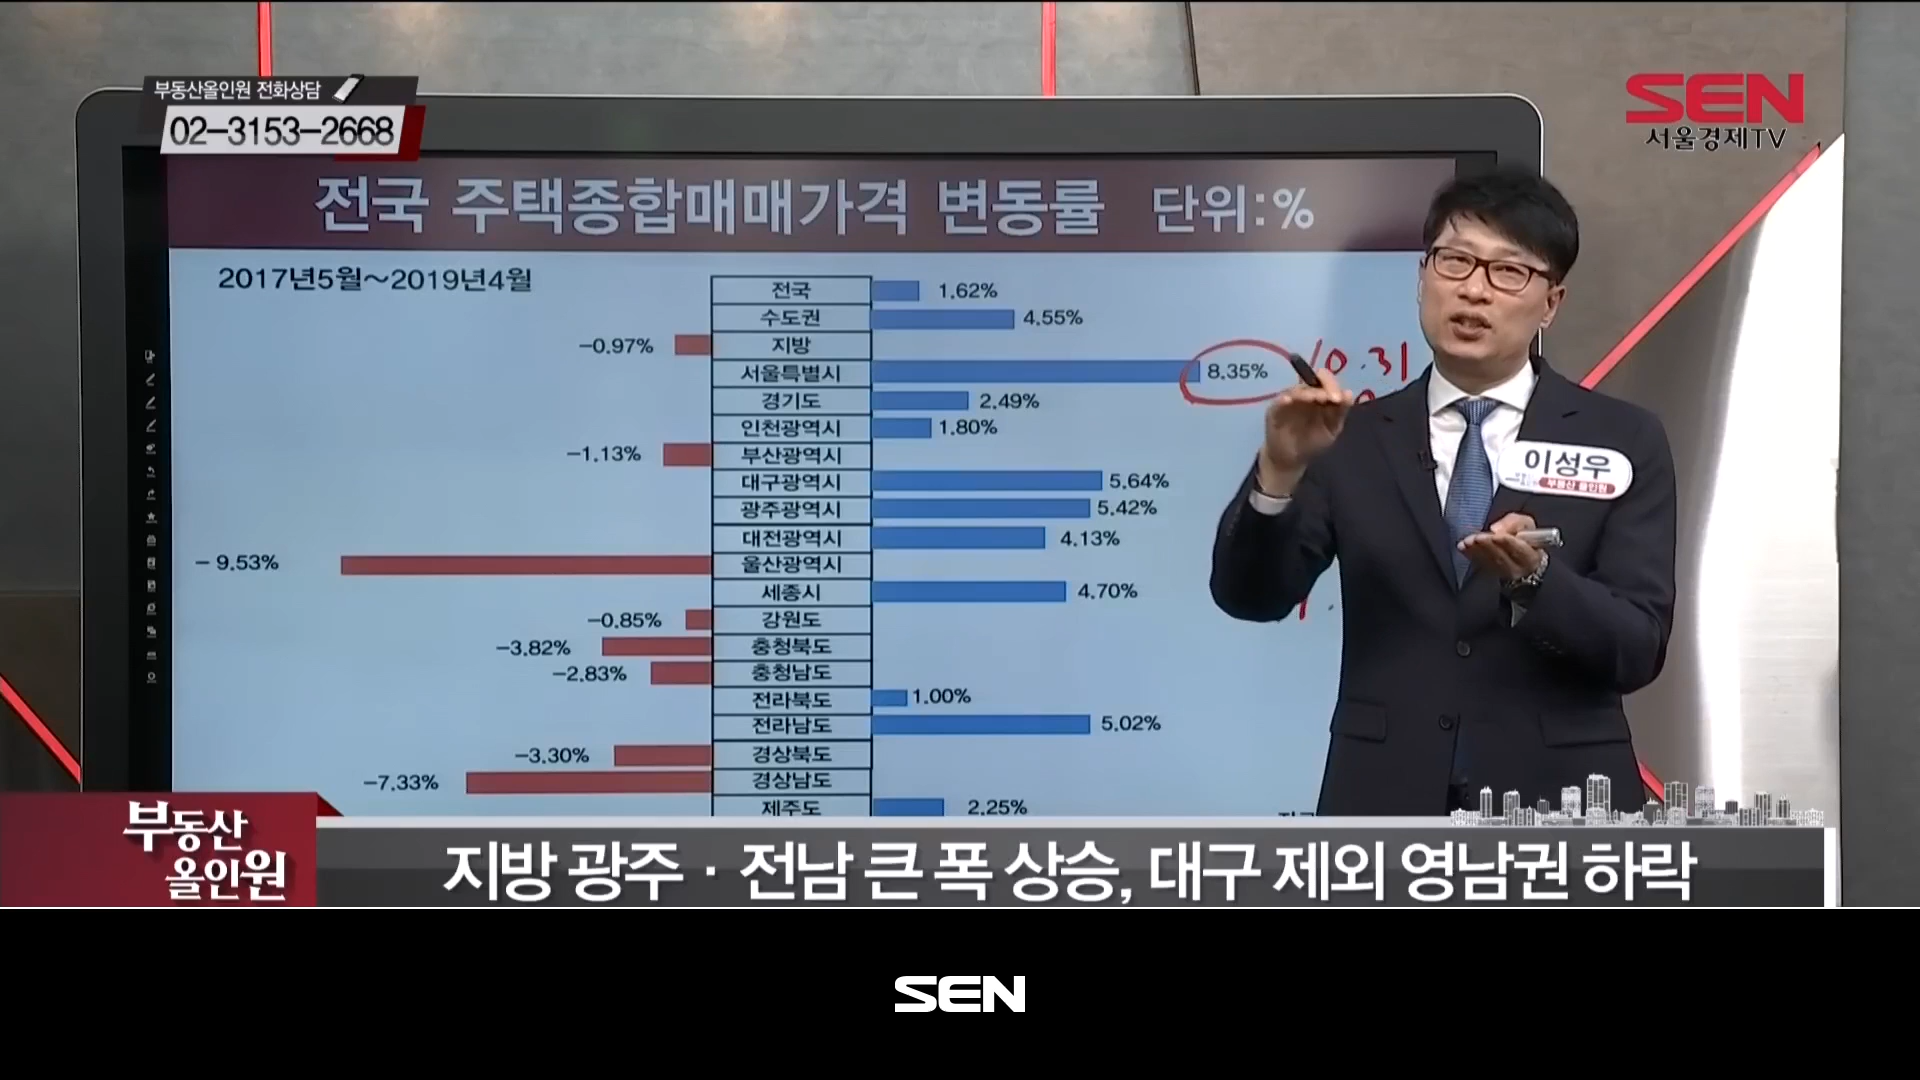 부동산올인원 전화상담
02-3153-2668
SEN
서울경제TV
전국 주택종합매매가격 변동률 단위:%
2017년5월~2019년4월
전국 1.62%
수도권 4.55%
-0.97% 지방
서울특별시 8.35% 10.31
경기도 2.49%
인천광역시 1.80%
-1.13% 부산광역시
대구광역시 5.64%
광주광역시 5.42%
대전광역시 4.13%
- 9.53% 울산광역시
세종시 4.70%
-0.85% 강원도
-3.82% 충청북도
-2.83% 충청남도
전라북도 1.00%
전라남도 5.02%
-3.30% 경상북도
-7.33% 경상남도
제주도 2.25%
이성우
부동산 올인원
부동산
올인원
지방 광주·전남 큰 폭 상승, 대구 제외 영남권 하락
SEN